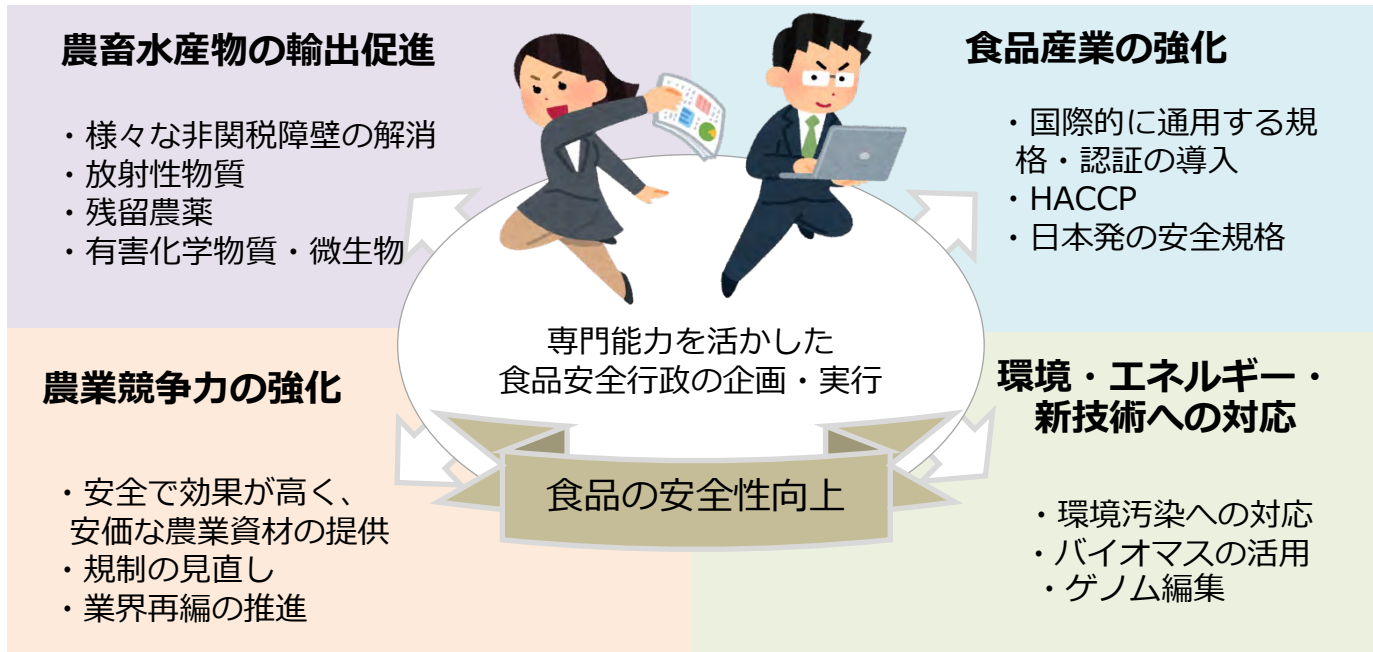 農畜水産物の輸出促進
・様々な非関税障壁の解消
・放射性物質
・残留農薬
・有害化学物質・微生物
食品産業の強化
・国際的に通用する規
格・認証の導入
・HACCP
・日本発の安全規格
専門能力を活かした
食品安全行政の企画・実行
食品の安全性向上
農業競争力の強化
・安全で効果が高く、
安価な農業資材の提供
・規制の見直し
・業界再編の推進
環境・エネルギー・
新技術への対応
・環境汚染への対応
・バイオマスの活用
・ゲノム編集